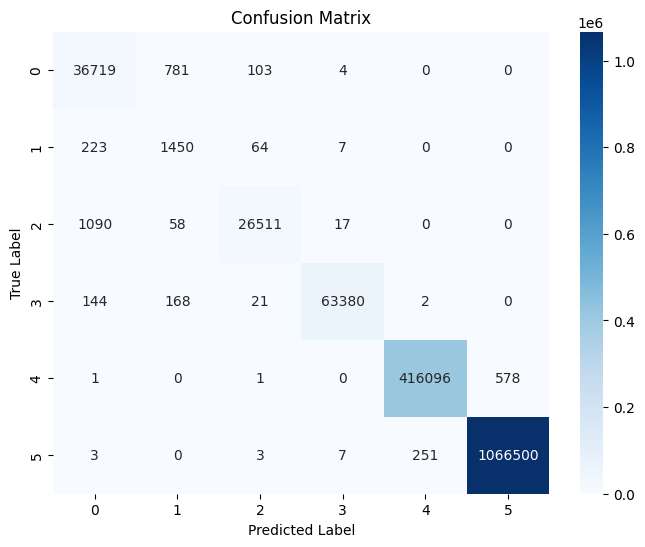 Confusion Matrix
1e6
0 36719 781 103 4 0 0
1.0
1 223 1450 64 7 0 0
0.8
2 1090 58 26511 17 0 0
0.6
True Label
3 144 168 21 63380 2 0
0.4
4 1 0 1 0 416096 578
0.2
5 3 0 3 7 251 1066500
0.0
0 1 2 3 4 5
Predicted Label